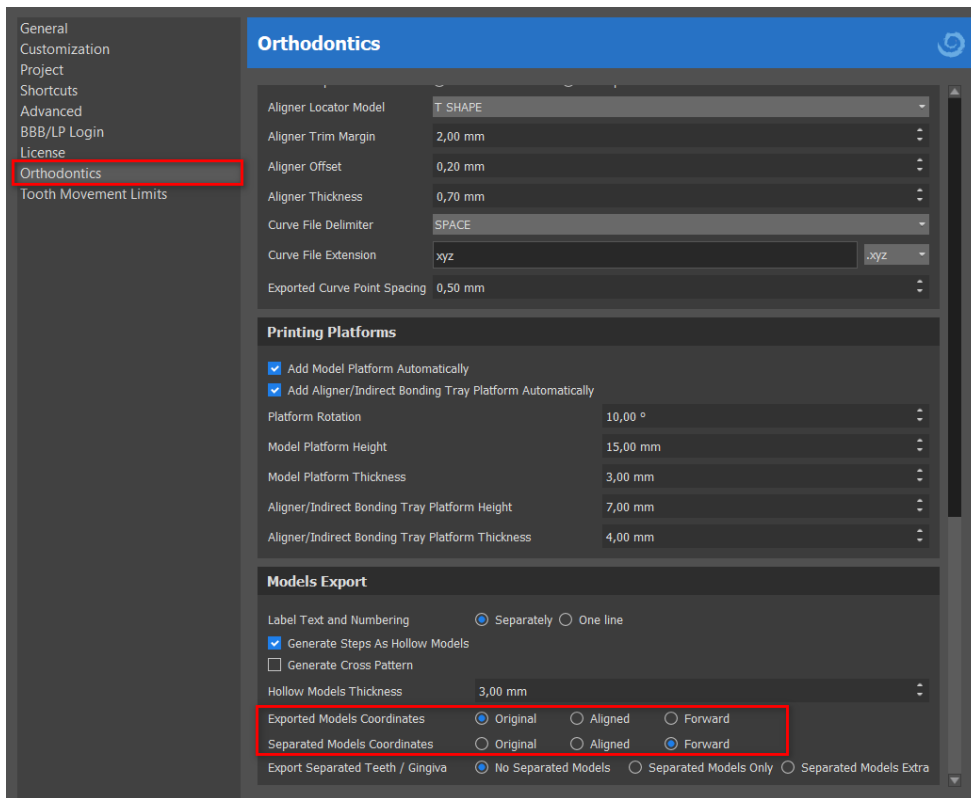 General
Customization
Project
Shortcuts
Advanced
BBB/LP Login
License
Orthodontics
Tooth Movement Limits
Orthodontics
Aligner Locator Model T SHAPE
Aligner Trim Margin 2,00 mm
Aligner Offset 0,20 mm
Aligner Thickness 0,70 mm
Curve File Delimiter SPACE
Curve File Extension xyz .xyz
Exported Curve Point Spacing 0,50 mm
Printing Platforms
Add Model Platform Automatically
Add Aligner/Indirect Bonding Tray Platform Automatically
Platform Rotation 10,00 º
Model Platform Height 15,00 mm
Model Platform Thickness 3,00 mm
Aligner/Indirect Bonding Tray Platform Height 7,00 mm
Aligner/Indirect Bonding Tray Platform Thickness 4,00 mm
Models Export
Label Text and Numbering Separately One line
Generate Steps As Hollow Models
Generate Cross Pattern
Hollow Models Thickness 3,00 mm
Exported Models Coordinates Original Aligned Forward
Separated Models Coordinates Original Aligned Forward
Export Separated Teeth / Gingiva No Separated Models Separated Models Only Separated Models Extra